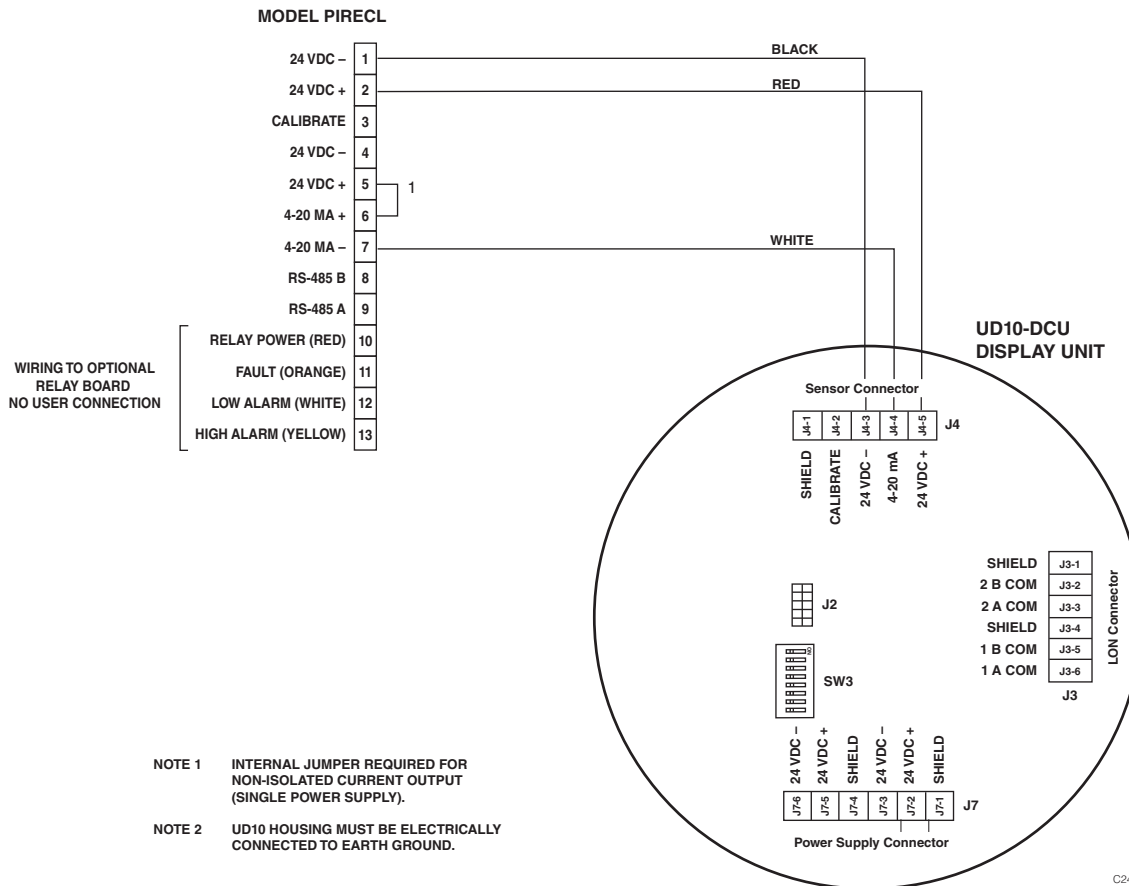 MODEL PIRECL
24 VDC – 1
24 VDC + 2
CALIBRATE 3
24 VDC – 4
24 VDC + 5
4-20 MA + 6
4-20 MA – 7
RS-485 B 8
RS-485 A 9
RELAY POWER (RED) 10
FAULT (ORANGE) 11
LOW ALARM (WHITE) 12
HIGH ALARM (YELLOW) 13
1
BLACK
RED
WHITE
WIRING TO OPTIONAL
RELAY BOARD
NO USER CONNECTION
UD10-DCU
DISPLAY UNIT
Sensor Connector
J4-1 J4-2 J4-3 J4-4 J4-5 J4
SHIELD
CALIBRATE
24 VDC –
4-20 mA
24 VDC +
SHIELD J3-1
2 B COM J3-2
2 A COM J3-3
SHIELD J3-4
1 B COM J3-5
1 A COM J3-6
J3
LON Connector
J2
ON
SW3
24 VDC –
24 VDC +
SHIELD
24 VDC –
24 VDC +
SHIELD
J7-6 J7-5 J7-4 J7-3 J7-2 J7-1 J7
Power Supply Connector
NOTE 1 INTERNAL JUMPER REQUIRED FOR
NON-ISOLATED CURRENT OUTPUT
(SINGLE POWER SUPPLY).
NOTE 2 UD10 HOUSING MUST BE ELECTRICALLY
CONNECTED TO EARTH GROUND.
C24